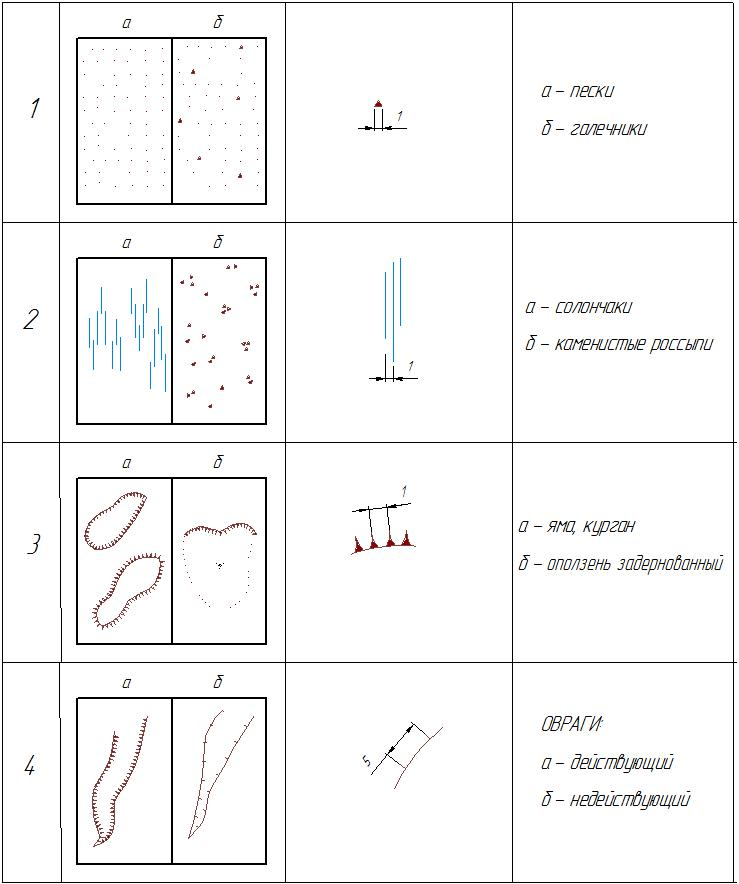 а б
1
1
а – пески
б – галечники
а б
2
1
а – солончаки
б – каменистые россыпи
а б
3
1
а – яма, курган
б – оползень задернованный
а б
4
5
ОВРАГИ:
а – действующий
б – недействующий